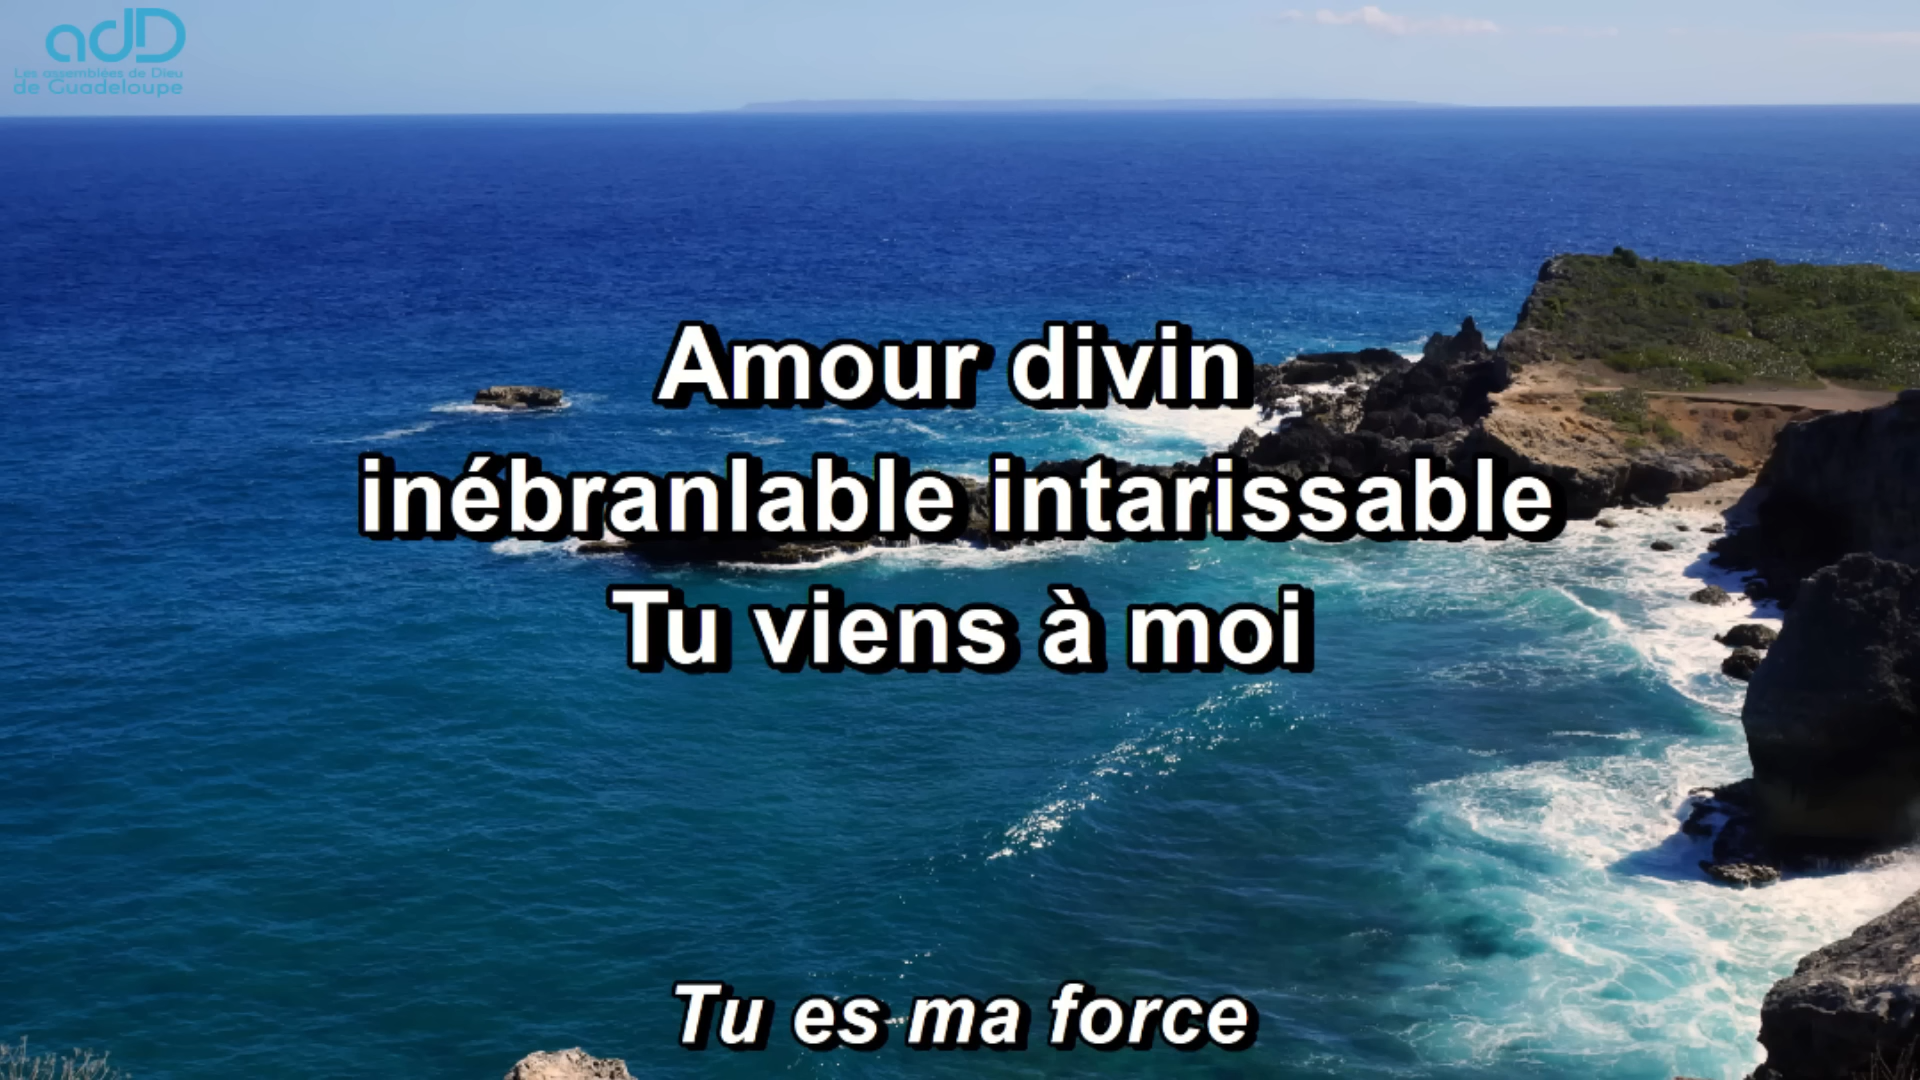 adD
Les assemblées de Dieu
de Guadeloupe
Amour divin
inébranlable intarissable
Tu viens à moi
Tu es ma force